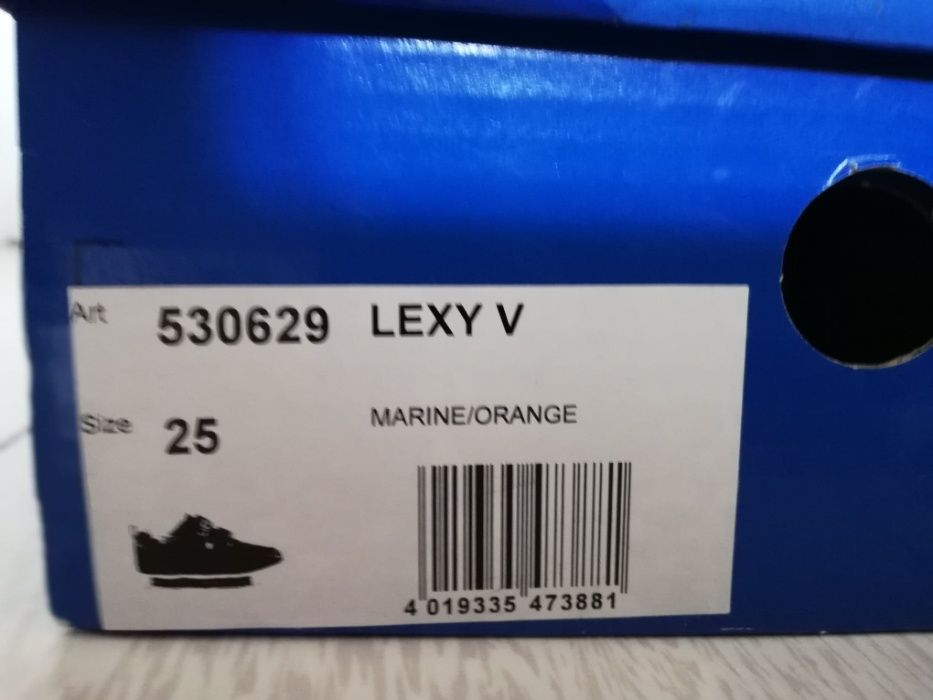 Art 530629 LEXY V
Size 25 MARINE/ORANGE
4 019335 473881